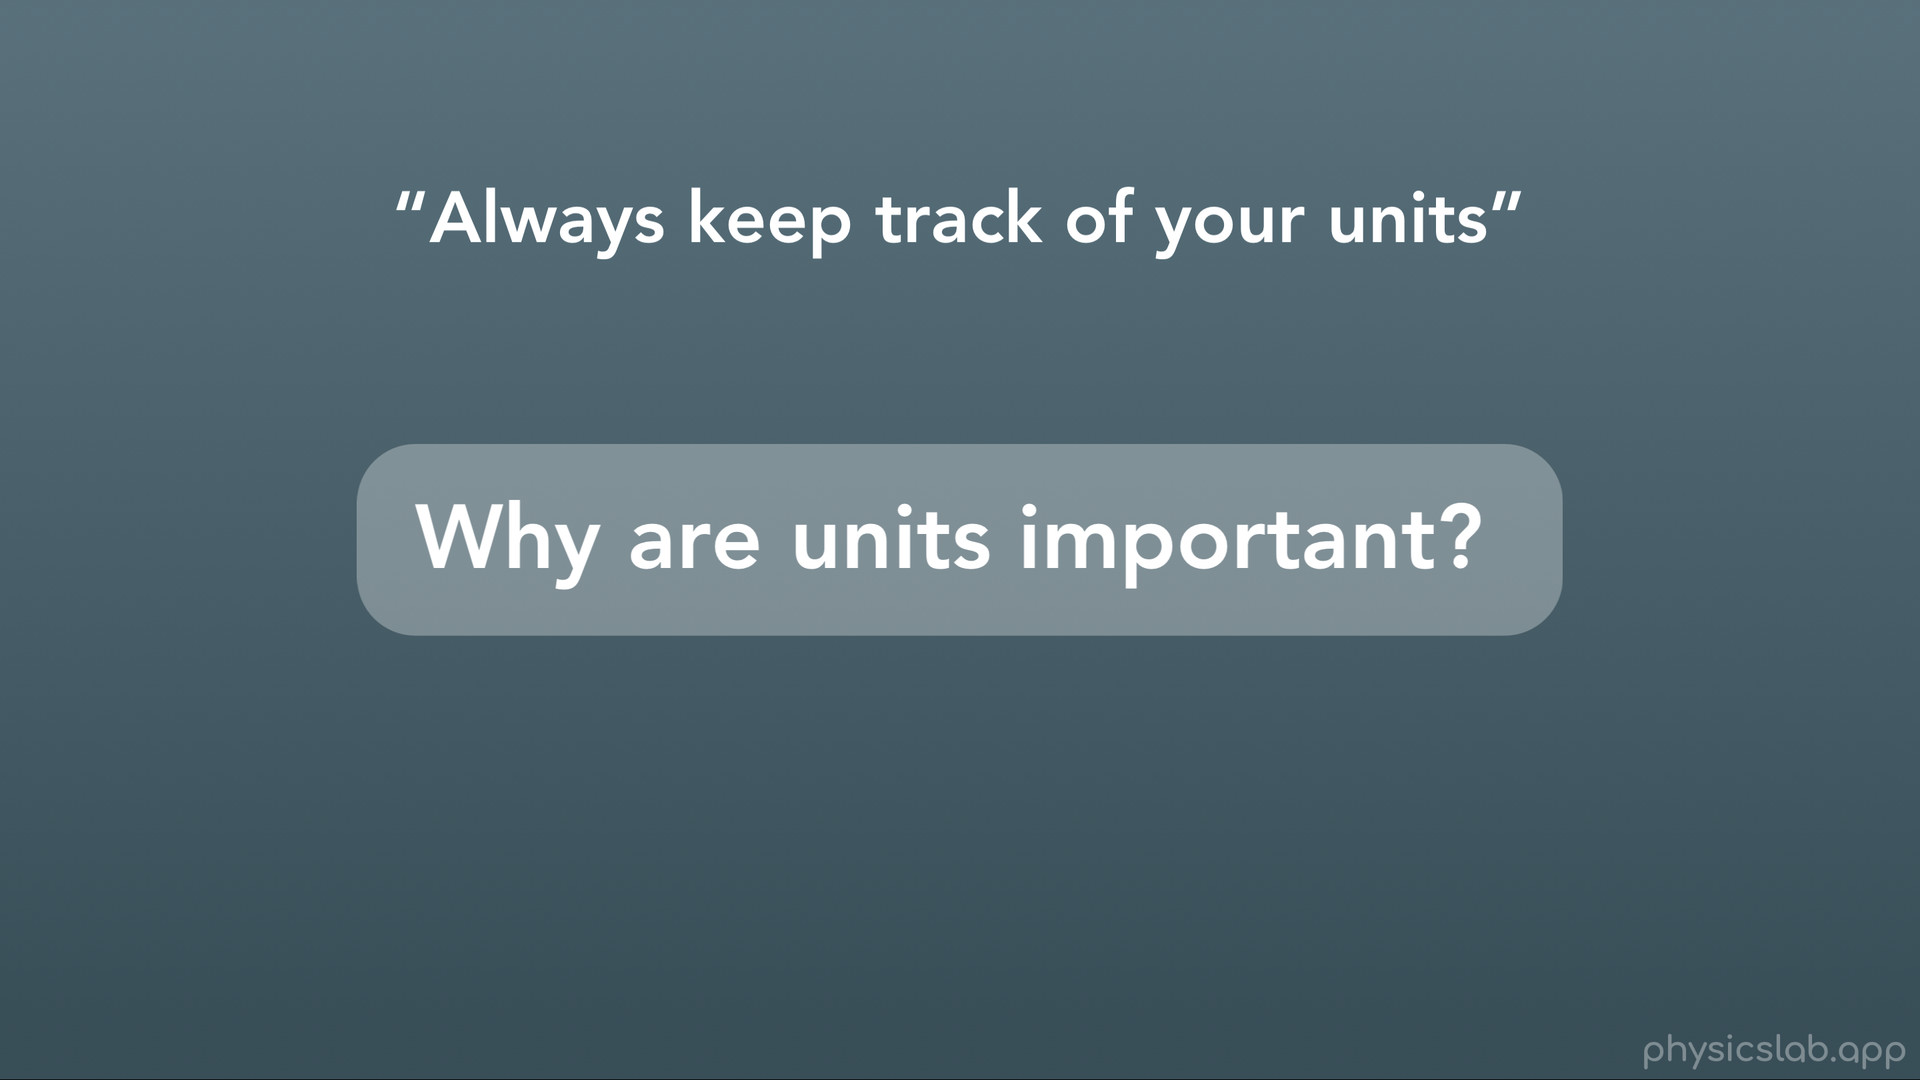 “Always keep track of your units”
Why are units important?
physicslab.app